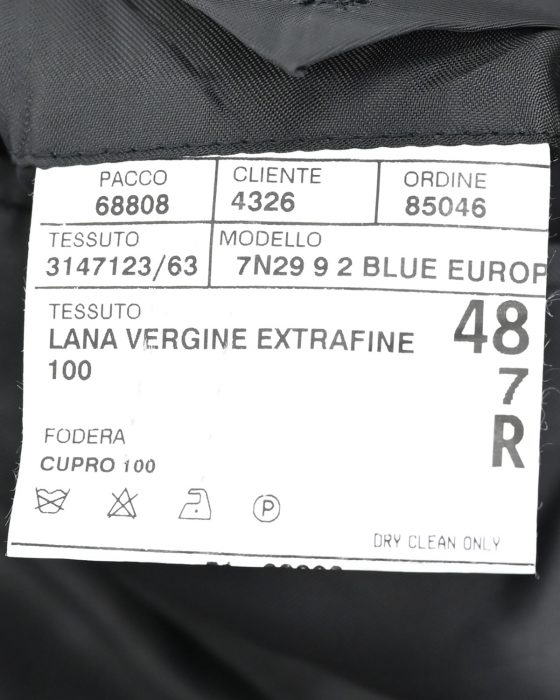 PACCO CLIENTE ORDINE
68808 4326 85046
TESSUTO MODELLO
3147123/63 7N29 9 2 BLUE EUROP
TESSUTO
LANA VERGINE EXTRAFINE
100
48
7
R
FODERA
CUPRO 100
P
DRY CLEAN ONLY